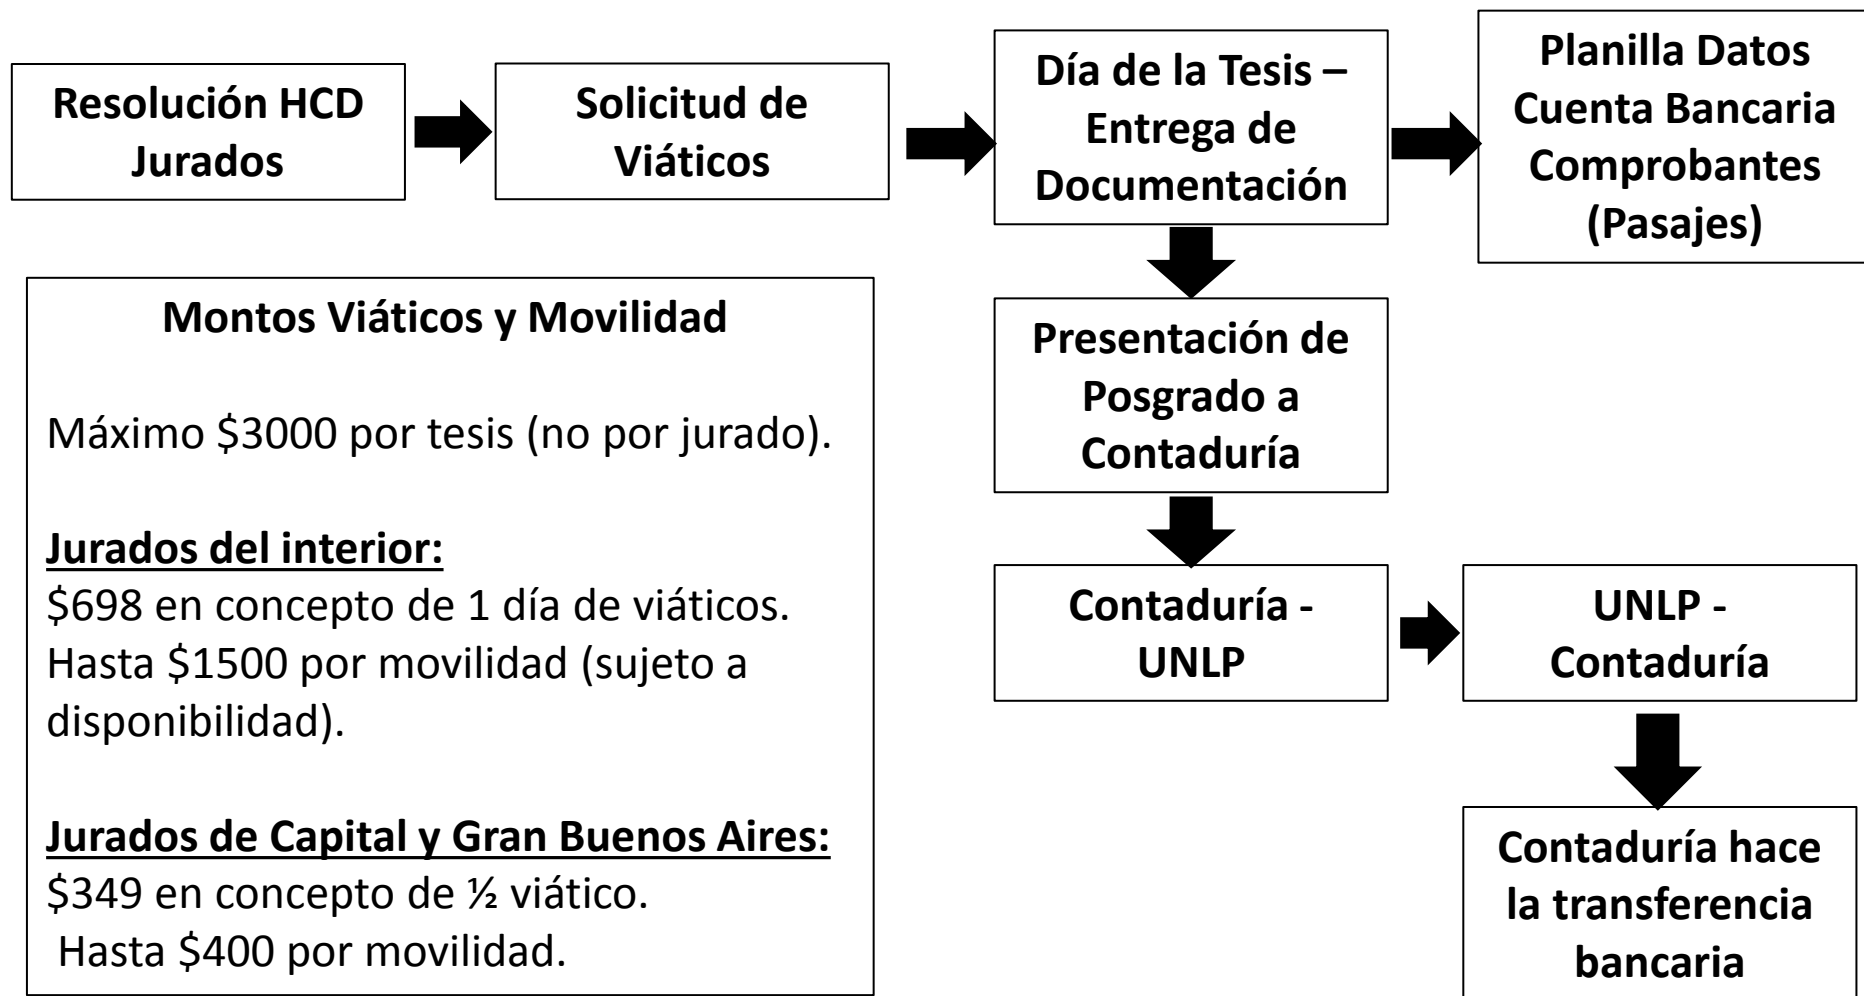 Resolución HCD
Jurados
Solicitud de
Viáticos
Día de la Tesis –
Entrega de
Documentación
Planilla Datos
Cuenta Bancaria
Comprobantes
(Pasajes)
Montos Viáticos y Movilidad
Máximo $3000 por tesis (no por jurado).
Jurados del interior:
$698 en concepto de 1 día de viáticos.
Hasta $1500 por movilidad (sujeto a
disponibilidad).
Jurados de Capital y Gran Buenos Aires:
$349 en concepto de ½ viático.
Hasta $400 por movilidad.
Presentación de
Posgrado a
Contaduría
Contaduría -
UNLP
UNLP -
Contaduría
Contaduría hace
la transferencia
bancaria